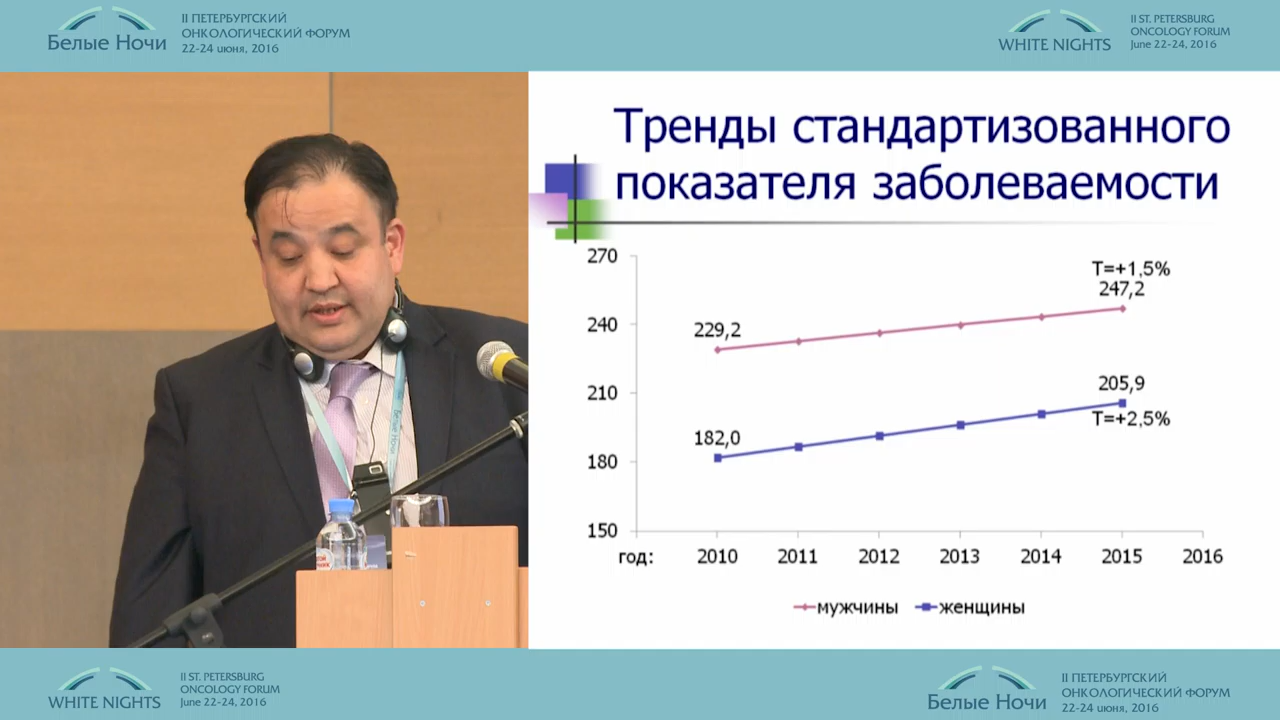 Белые Ночи
II ПЕТЕРБУРГСКИЙ
ОНКОЛОГИЧЕСКИЙ ФОРУМ
22-24 июня, 2016
WHITE NIGHTS
II ST. PETERSBURG
ONCOLOGY FORUM
June 22-24, 2016
Тренды стандартизованного
показателя заболеваемости
270
240
210
180
150
T=+1,5%
247,2
229,2
205,9
T=+2,5%
182,0
год: 2010 2011 2012 2013 2014 2015 2016
мужчины женщины
Белые Ночи
WHITE NIGHTS
II ST. PETERSBURG
ONCOLOGY FORUM
June 22-24, 2016
Белые Ночи
II ПЕТЕРБУРГСКИЙ
ОНКОЛОГИЧЕСКИЙ ФОРУМ
22-24 июня, 2016